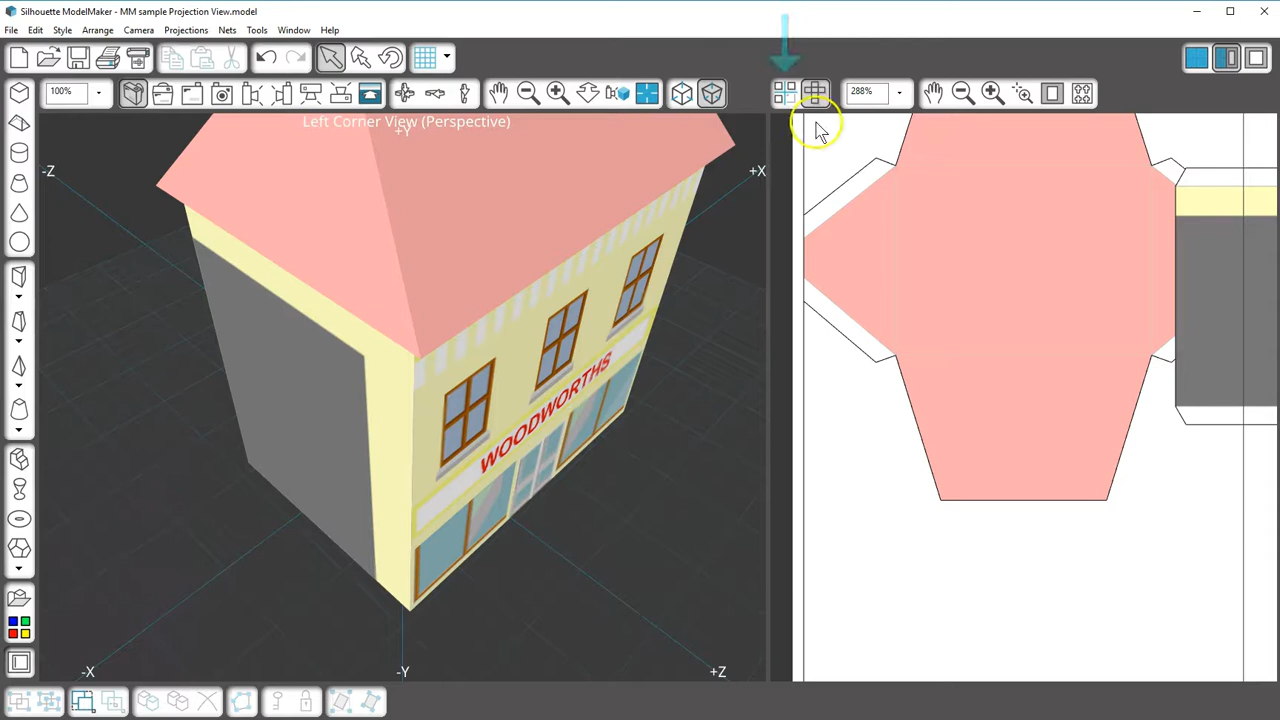 Silhouette ModelMaker - MM sample Projection View.model
File Edit Style Arrange Camera Projections Nets Tools Window Help
100%
288%
Left Corner View (Perspective)
+Y
-Z
+X
WOODWORTHS
-X
-Y
+Z